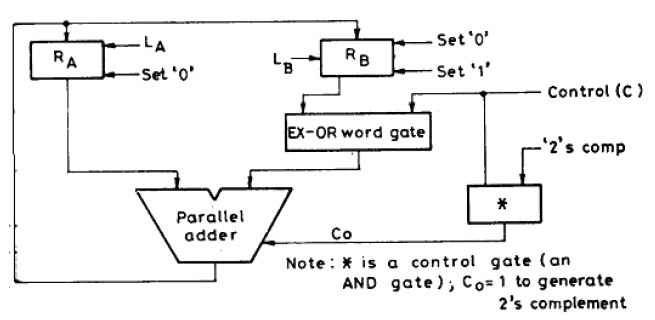 L_A
R_A
Set '0'
L_B
R_B
Set '0'
Set '1'
Control (C)
EX-OR word gate
'2's comp
*
Parallel
adder
Co
Note: * is a control gate (an
AND gate); C₀= 1 to generate
2's complement